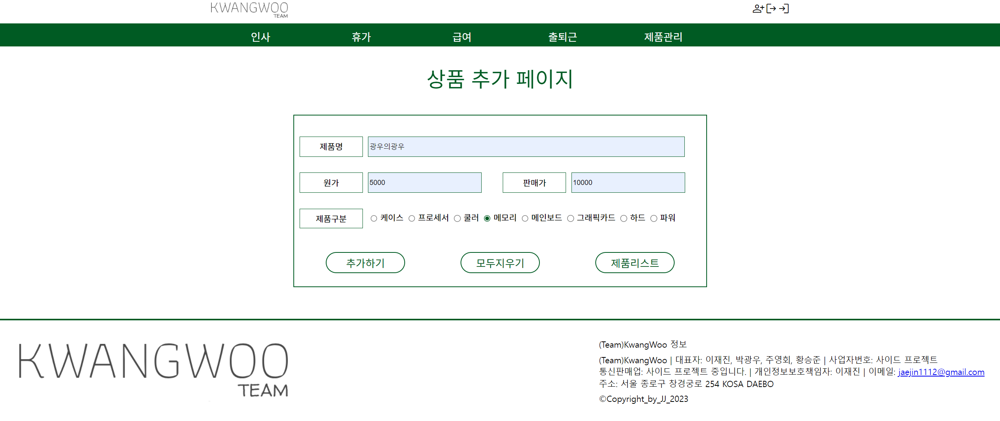 KWANGWOO
TEAM
인사 휴가 급여 출퇴근 제품관리
상품 추가 페이지
제품명 광우의광우
원가 5000 판매가 10000
제품구분 케이스 프로세서 쿨러 메모리 메인보드 그래픽카드 하드 파워
추가하기 모두지우기 제품리스트
KWANGWOO
TEAM
(Team)KwangWoo 정보
(Team)KwangWoo | 대표자: 이재진, 박광우, 주영회, 황승준 | 사업자번호: 사이드 프로젝트
통신판매업: 사이드 프로젝트 중입니다. | 개인정보보호책임자: 이재진 | 이메일: jaejin1112@gmail.com
주소: 서울 종로구 창경궁로 254 KOSA DAEBO
©Copyright_by_JJ_2023